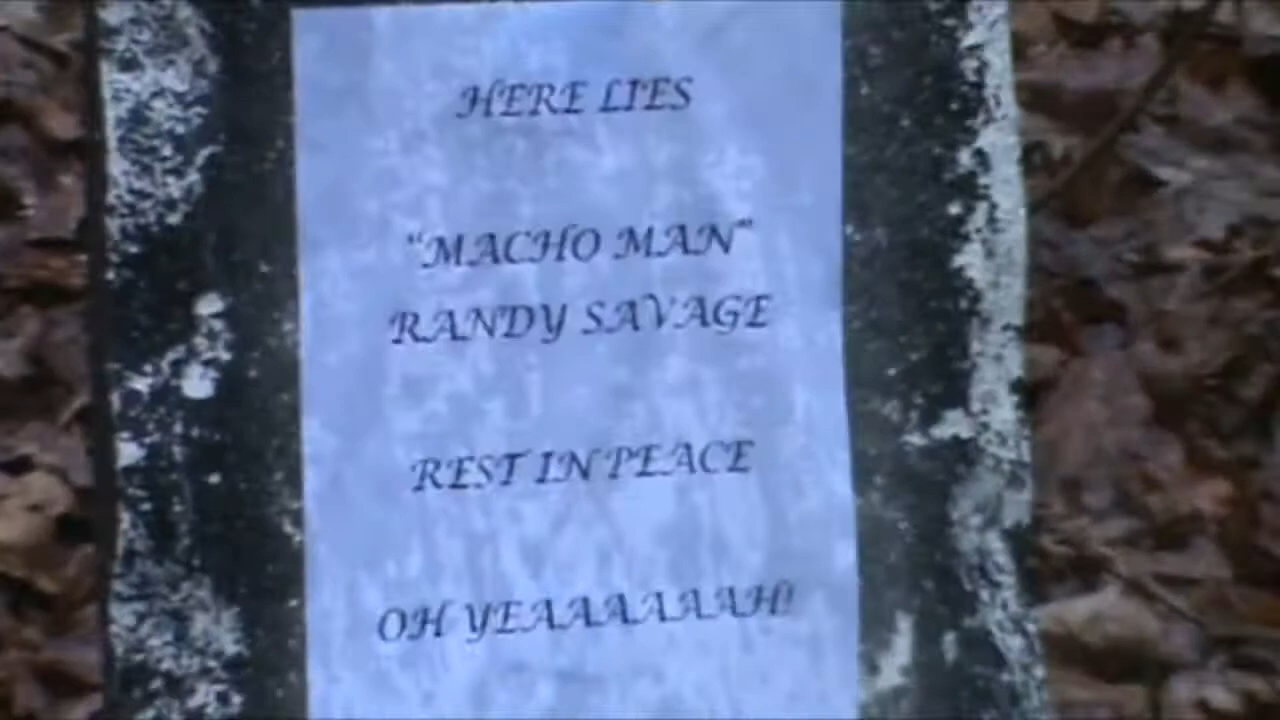 HERE LIES
“MACHO MAN”
RANDY SAVAGE
REST IN PEACE
OH YEAAAAAAH!